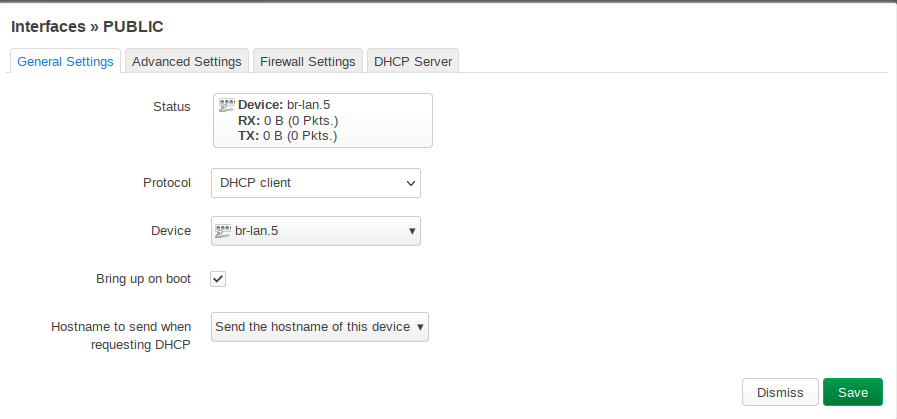 Interfaces » PUBLIC
General Settings Advanced Settings Firewall Settings DHCP Server
Status
Device: br-lan.5
RX: 0 B (0 Pkts.)
TX: 0 B (0 Pkts.)
Protocol DHCP client
Device br-lan.5
Bring up on boot
Hostname to send when
requesting DHCP
Send the hostname of this device
Dismiss Save